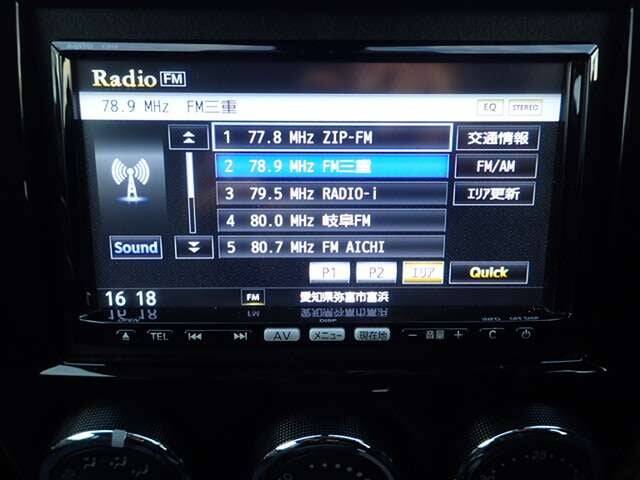 Radio FM
78.9 MHz FM三重 EQ STEREO
1 77.8 MHz ZIP-FM
2 78.9 MHz FM三重
3 79.5 MHz RADIO-i
4 80.0 MHz 岐阜FM
5 80.7 MHz FM AICHI
交通情報
FM/AM
エリア更新
Sound
P1 P2 エリア Quick
16 18 FM 愛知県弥富市富浜
TEL AV メニュー 現在地 − 音量 + C